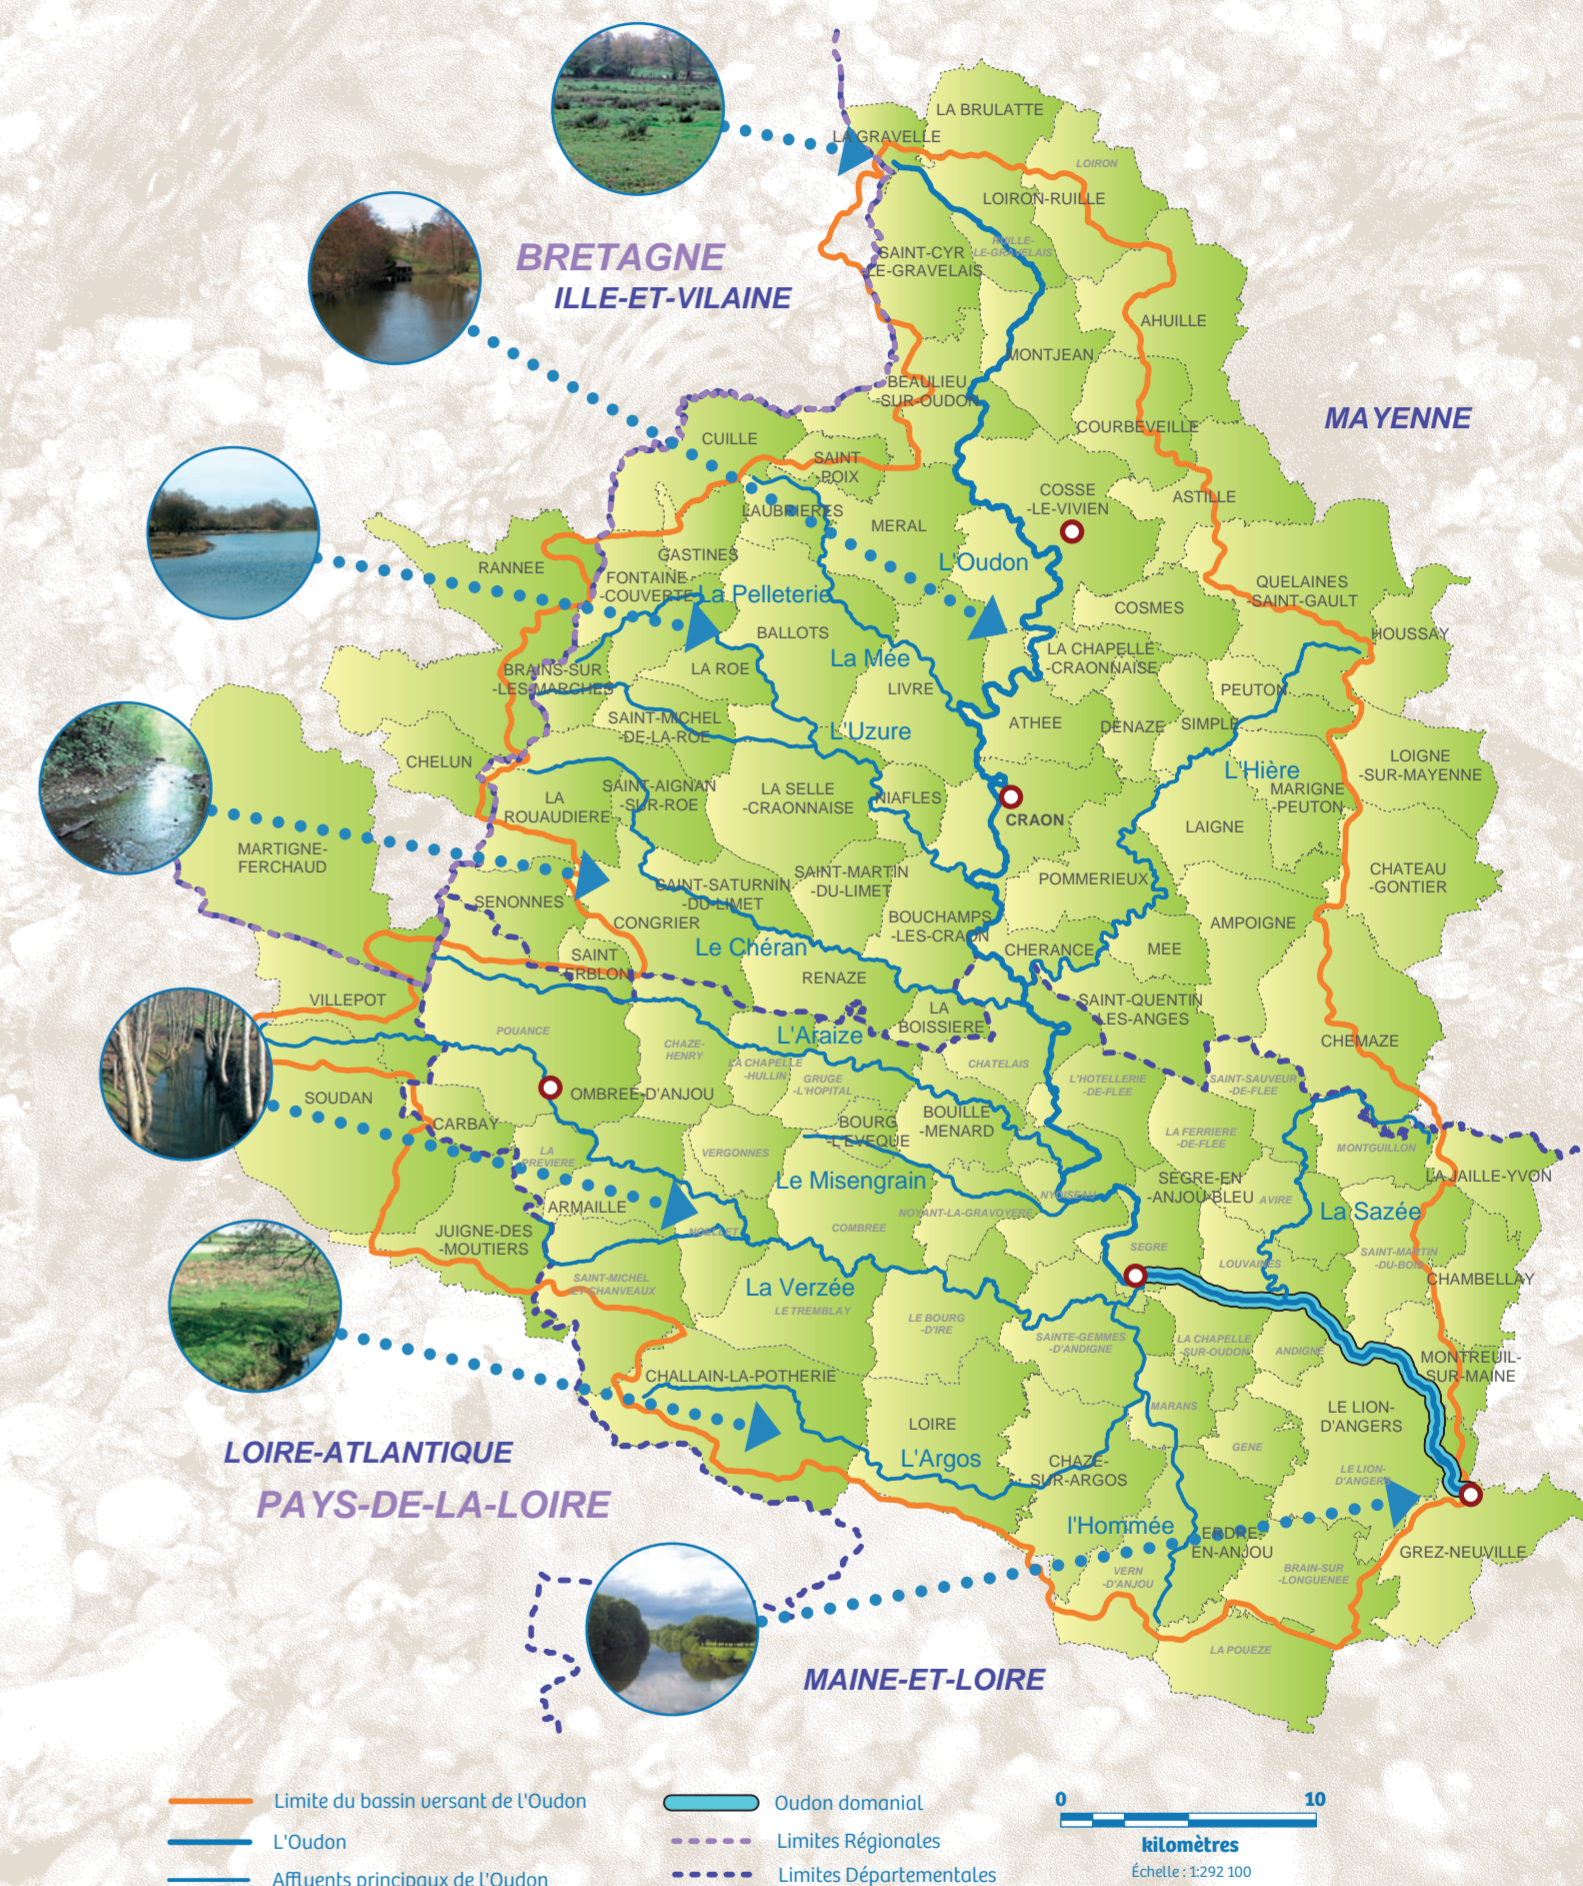 LA BRULATTE
LA GRAVELLE
LOIRON
LOIRON-RUILLE
BRETAGNE
ILLE-ET-VILAINE
RUILLE-
LE-GRAVELAIS
SAINT-CYR
-LE-GRAVELAIS
AHUILLE
MONTJEAN
BEAULIEU
-SUR-OUDON
MAYENNE
COURBEVEILLE
CUILLE
SAINT
-POIX
COSSE
-LE-VIVIEN
ASTILLE
LAUBRIERES
MERAL
GASTINES
L'Oudon
RANNEE
FONTAINE
-COUVERTE
La Pelleterie
QUELAINES
-SAINT-GAULT
COSMES
BALLOTS
HOUSSAY
La Mée
LA CHAPELLE
-CRAONNAISE
BRAINS-SUR
-LES-MARCHES
LA ROE
LIVRE
PEUTON
SAINT-MICHEL
-DE-LA-ROE
L'Uzure
ATHEE
DENAZE
SIMPLE
CHELUN
LOIGNE
-SUR-MAYENNE
L'Hière
SAINT-AIGNAN
-SUR-ROE
LA SELLE
-CRAONNAISE
MARIGNE
-PEUTON
LA
ROUAUDIERE
NIAFLES
CRAON
LAIGNE
MARTIGNE-
FERCHAUD
CHATEAU
-GONTIER
SAINT-MARTIN
-DU-LIMET
POMMERIEUX
SAINT-SATURNIN
-DU-LIMET
SENONNES
CONGRIER
BOUCHAMPS
-LES-CRAON
AMPOIGNE
Le Chéran
CHERANCE
MEE
SAINT
ERBLON
RENAZE
VILLEPOT
LA
BOISSIERE
SAINT-QUENTIN
-LES-ANGES
POUANCE
L'Araize
CHEMAZE
CHAZE-
HENRY
LA CHAPELLE
-HULLIN
GRUGE
-L'HOPITAL
CHATELAIS
L'HOTELLERIE
-DE-FLEE
SAINT-SAUVEUR
-DE-FLEE
SOUDAN
OMBREE-D'ANJOU
CARBAY
BOURG
-L'EVEQUE
BOUILLE
-MENARD
LA FERRIERE
-DE-FLEE
MONTGUILLON
LA
PREVIERE
VERGONNES
LA JAILLE-YVON
Le Misengrain
SEGRE-EN
-ANJOU-BLEU
AVIRE
NYOISEAU
ARMAILLE
NOYANT-LA-GRAVOYERE
La Sazée
JUIGNE-DES
-MOUTIERS
NOELLET
COMBREE
SEGRE
LOUVAINES
SAINT-MARTIN
-DU-BOIS
SAINT-MICHEL
-ET-CHANVEAUX
La Verzée
CHAMBELLAY
LE TREMBLAY
LE BOURG
-D'IRE
SAINTE-GEMMES
-D'ANDIGNE
LA CHAPELLE
-SUR-OUDON
ANDIGNE
MONTREUIL-
SUR-MAINE
CHALLAIN-LA-POTHERIE
MARANS
LE LION-
D'ANGERS
LOIRE
GENE
LOIRE-ATLANTIQUE
L'Argos
CHAZE-
SUR-ARGOS
LE LION-
D'ANGERS
PAYS-DE-LA-LOIRE
l'Hommée
ERDRE-
EN-ANJOU
GREZ-NEUVILLE
VERN
-D'ANJOU
BRAIN-SUR
-LONGUENEE
LA POUEZE
MAINE-ET-LOIRE
Limite du bassin versant de l'Oudon
L'Oudon
Affluents principaux de l'Oudon
Oudon domanial
Limites Régionales
Limites Départementales
0 10
kilomètres
Échelle : 1:292 100